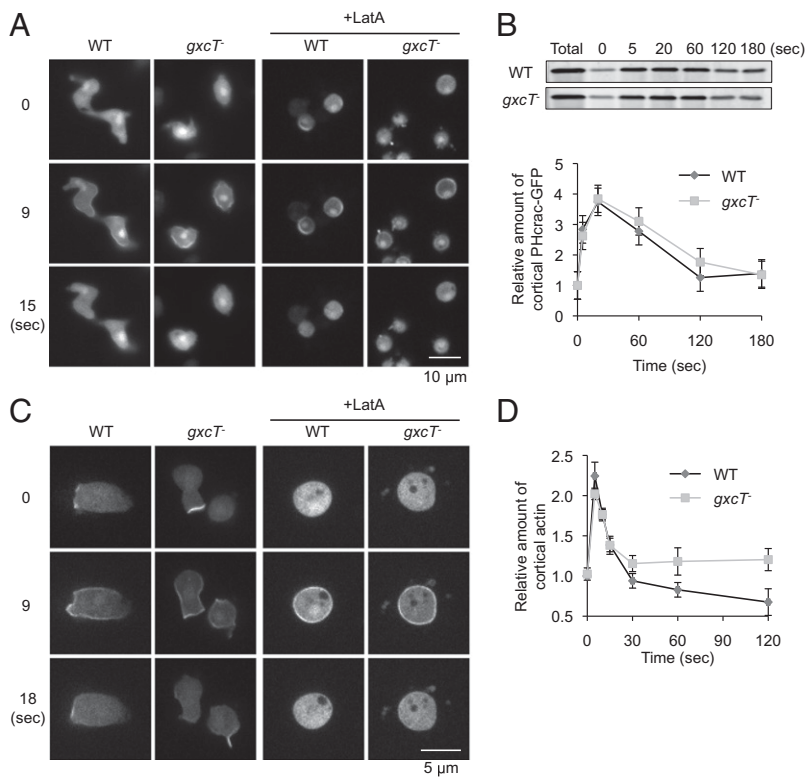 A
+LatA
WT gxcT- WT gxcT-
0
9
15
(sec)
10 µm
B
Total 0 5 20 60 120 180 (sec)
WT
gxcT-
Relative amount of
cortical PHcrac-GFP
5
4
3
2
1
0
WT
gxcT-
0 60 120 180
Time (sec)
C
+LatA
WT gxcT- WT gxcT-
0
9
18
(sec)
5 µm
D
Relative amount of
cortical actin
2.5
2.0
1.5
1.0
0.5
WT
gxcT-
0 30 60 90 120
Time (sec)